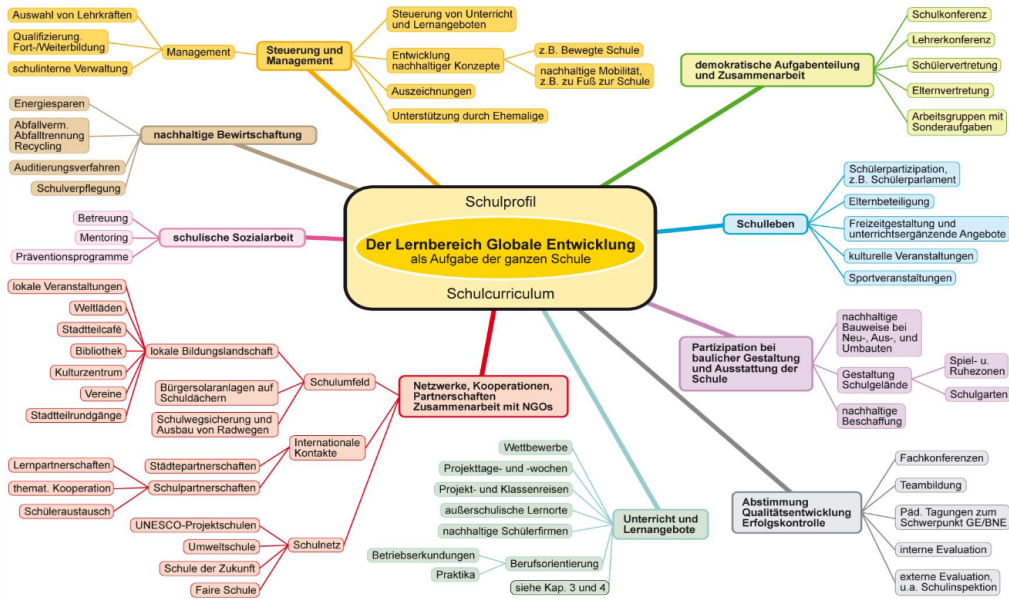 Schulprofil
Der Lernbereich Globale Entwicklung
als Aufgabe der ganzen Schule
Schulcurriculum
Steuerung und
Management
Management
Auswahl von Lehrkräften
Qualifizierung.
Fort-/Weiterbildung
schulinterne Verwaltung
Steuerung von Unterricht
und Lernangeboten
Entwicklung
nachhaltiger Konzepte
z.B. Bewegte Schule
nachhaltige Mobilität,
z.B. zu Fuß zur Schule
Auszeichnungen
Unterstützung durch Ehemalige
demokratische Aufgabenteilung
und Zusammenarbeit
Schulkonferenz
Lehrerkonferenz
Schülervertretung
Elternvertretung
Arbeitsgruppen mit
Sonderaufgaben
nachhaltige Bewirtschaftung
Energiesparen
Abfallverm.
Abfalltrennung
Recycling
Auditierungsverfahren
Schulverpflegung
schulische Sozialarbeit
Betreuung
Mentoring
Präventionsprogramme
Schulleben
Schülerpartizipation,
z.B. Schülerparlament
Elternbeteiligung
Freizeitgestaltung und
unterrichtsergänzende Angebote
kulturelle Veranstaltungen
Sportveranstaltungen
Partizipation bei
baulicher Gestaltung
und Ausstattung der
Schule
nachhaltige
Bauweise bei
Neu-, Aus-, und
Umbauten
Gestaltung
Schulgelände
Spiel- u.
Ruhezonen
Schulgarten
nachhaltige
Beschaffung
Netzwerke, Kooperationen,
Partnerschaften
Zusammenarbeit mit NGOs
Schulumfeld
lokale Bildungslandschaft
lokale Veranstaltungen
Weltläden
Stadtteilcafé
Bibliothek
Kulturzentrum
Vereine
Stadtteilrundgänge
Bürgersolaranlagen auf
Schuldächern
Schulwegsicherung und
Ausbau von Radwegen
Internationale
Kontakte
Städtepartnerschaften
Schulpartnerschaften
Lernpartnerschaften
themat. Kooperation
Schüleraustausch
Schulnetz
UNESCO-Projektschulen
Umweltschule
Schule der Zukunft
Faire Schule
Unterricht und
Lernangebote
Wettbewerbe
Projekttage- und -wochen
Projekt- und Klassenreisen
außerschulische Lernorte
nachhaltige Schülerfirmen
Berufsorientierung
Betriebserkundungen
Praktika
siehe Kap. 3 und 4
Abstimmung
Qualitätsentwicklung
Erfolgskontrolle
Fachkonferenzen
Teambildung
Päd. Tagungen zum
Schwerpunkt GE/BNE
interne Evaluation
externe Evaluation,
u.a. Schulinspektion